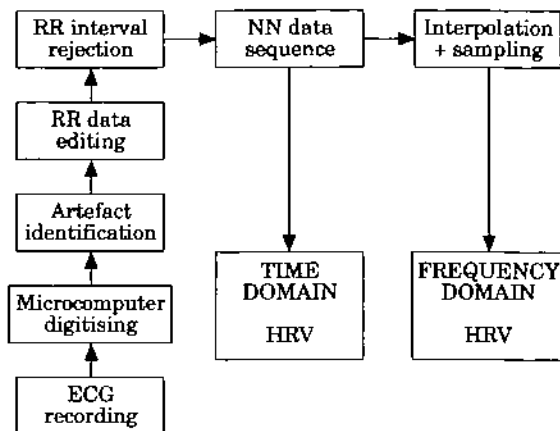 RR interval
rejection
NN data
sequence
Interpolation
+ sampling
RR data
editing
Artefact
identification
Microcomputer
digitising
ECG
recording
TIME
DOMAIN
HRV
FREQUENCY
DOMAIN
HRV